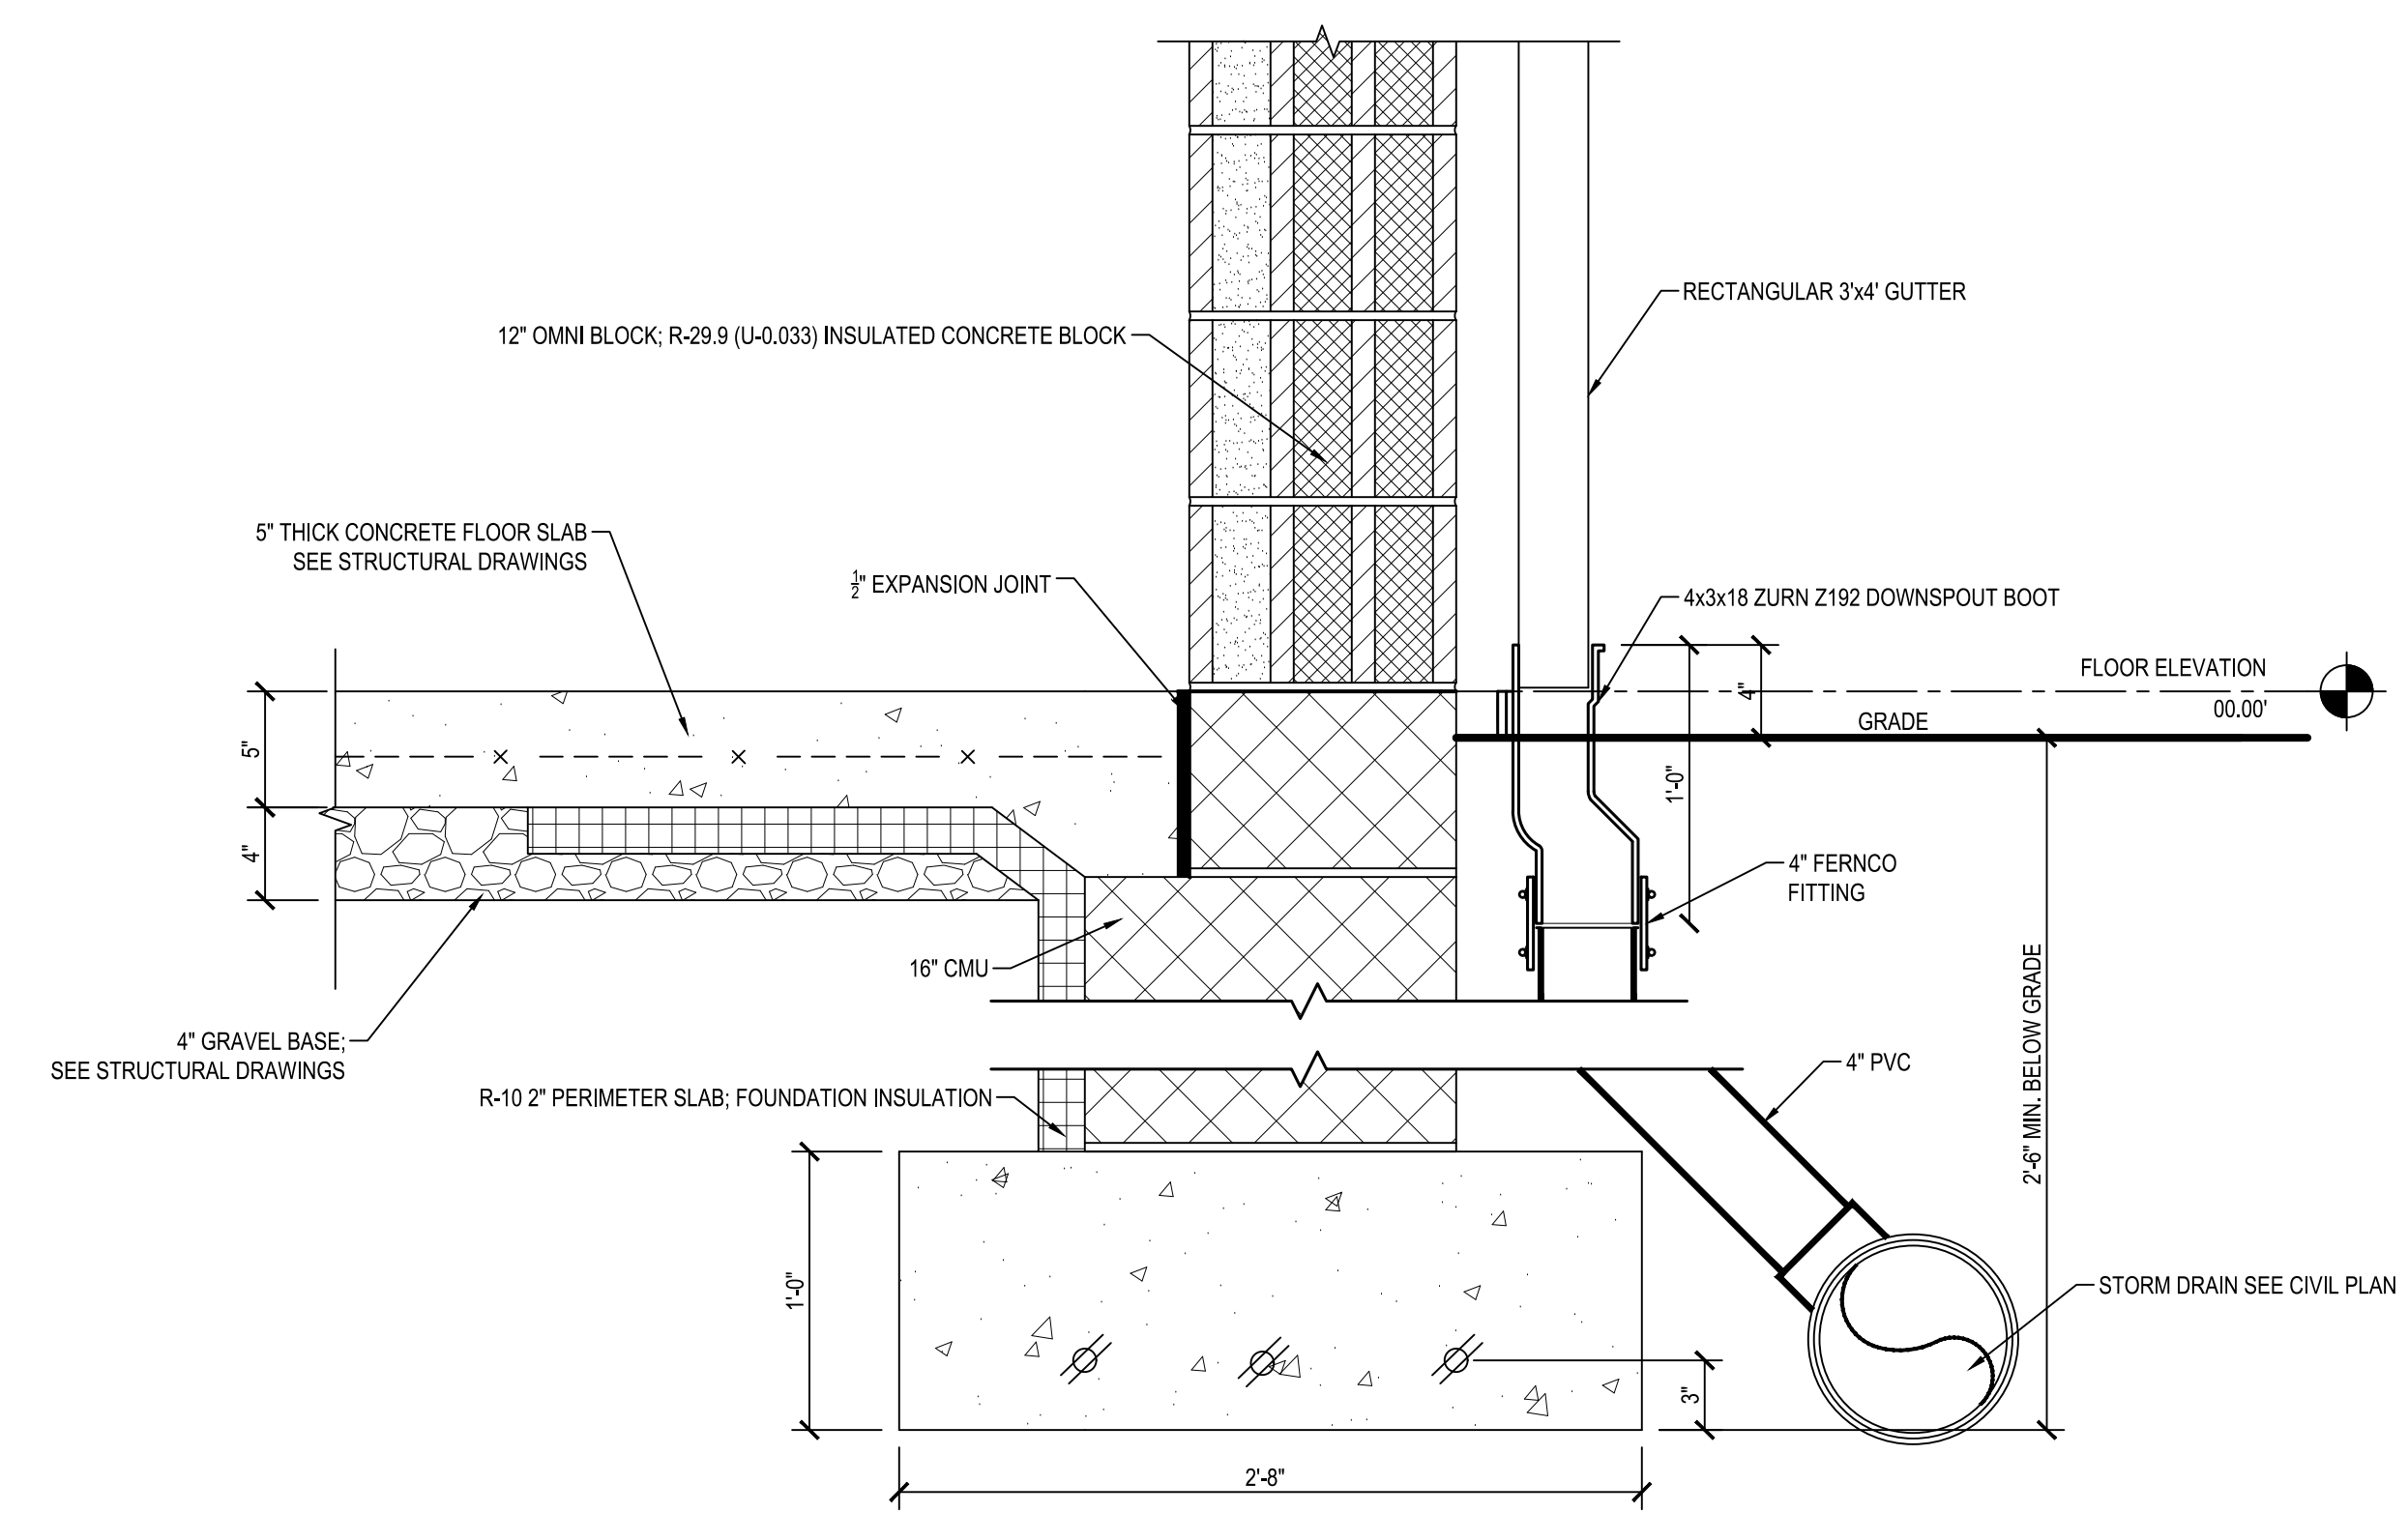 RECTANGULAR 3'x4' GUTTER
12" OMNI BLOCK; R-29.9 (U-0.033) INSULATED CONCRETE BLOCK
5" THICK CONCRETE FLOOR SLAB
SEE STRUCTURAL DRAWINGS
½" EXPANSION JOINT
4x3x18 ZURN Z192 DOWNSPOUT BOOT
FLOOR ELEVATION
00.00'
4"
GRADE
5"
1'-0"
4"
4" FERNCO
FITTING
16" CMU
4" GRAVEL BASE;
SEE STRUCTURAL DRAWINGS
R-10 2" PERIMETER SLAB; FOUNDATION INSULATION
4" PVC
2'-6" MIN. BELOW GRADE
1'-0"
STORM DRAIN SEE CIVIL PLAN
3"
2'-8"